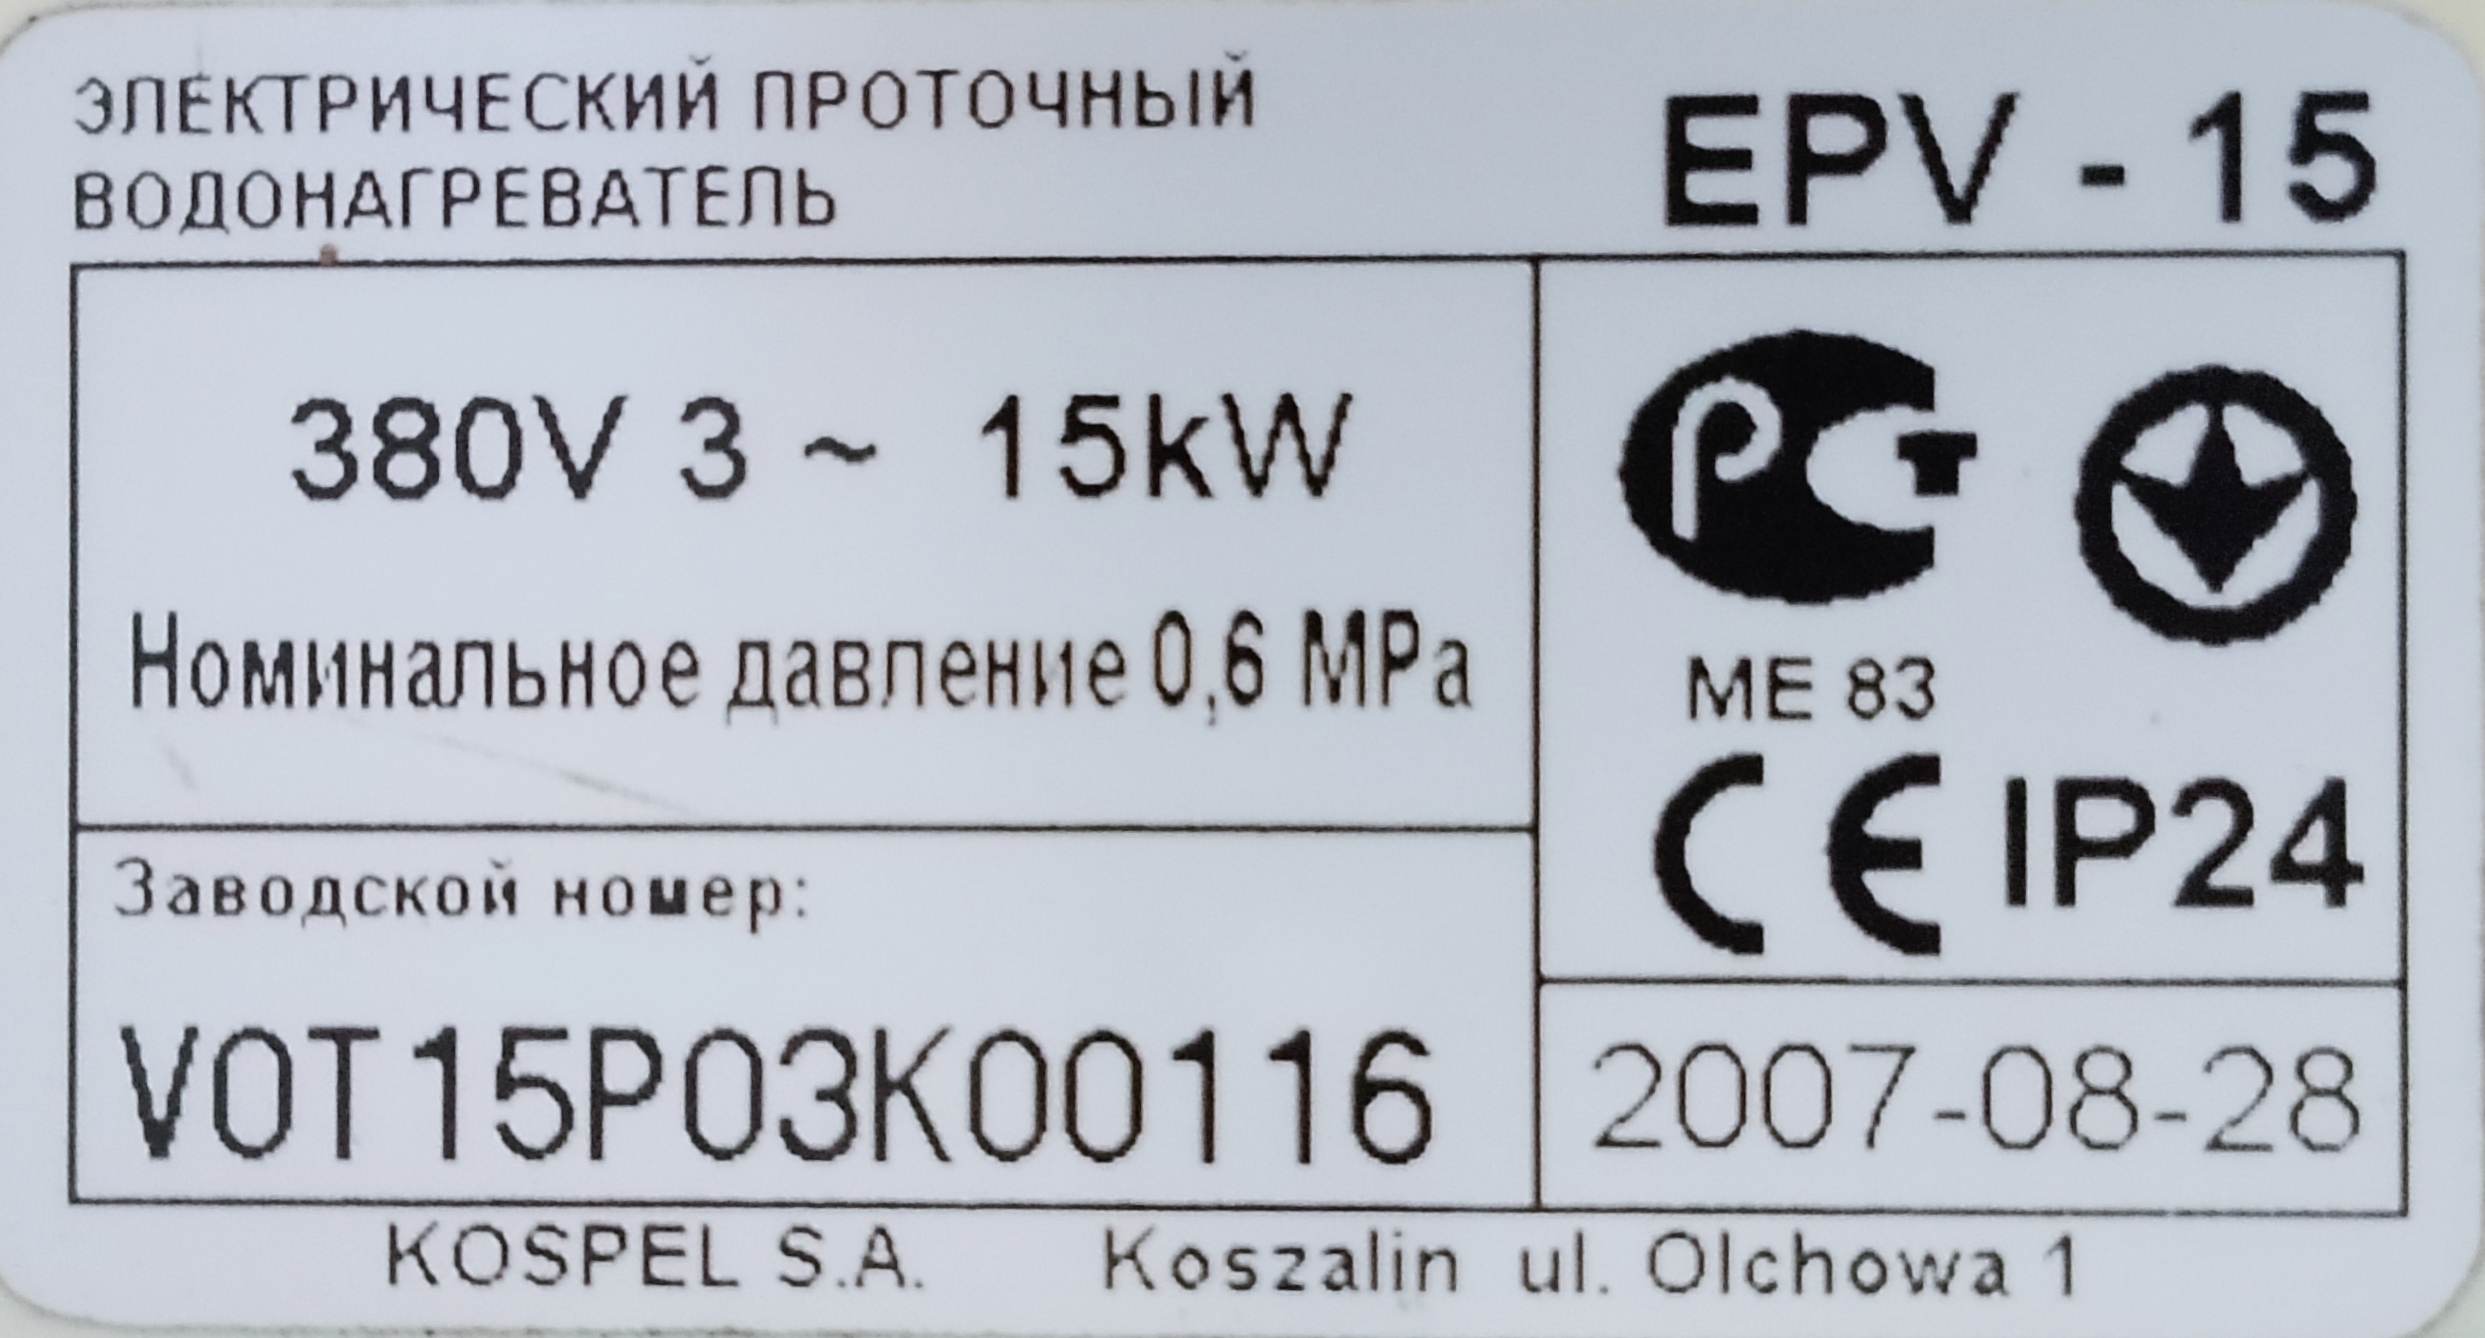 ЭЛЕКТРИЧЕСКИЙ ПРОТОЧНЫЙ
ВОДОНАГРЕВАТЕЛЬ
EPV - 15
380V 3 ~ 15kW
Номинальное давление 0,6 MPa
РСТ
ME 83
CE IP24
Заводской номер:
V0T15P03K00116
2007-08-28
KOSPEL S.A. Koszalin ul. Olchowa 1